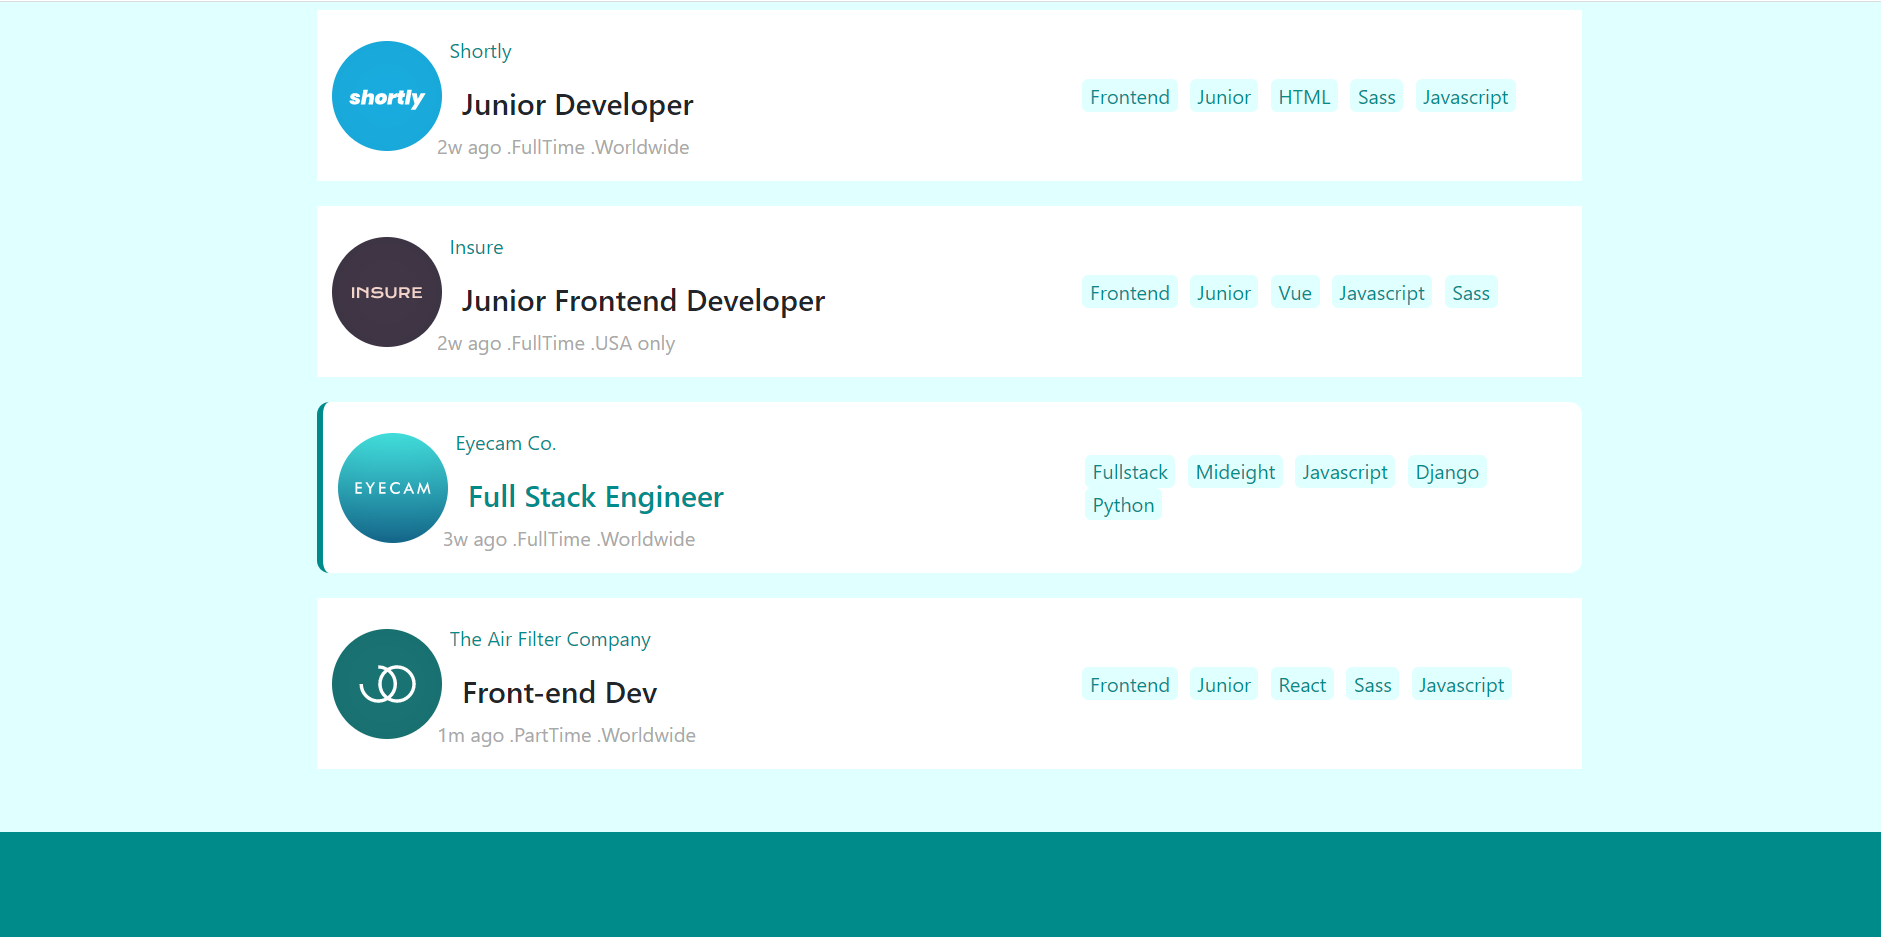 Shortly
shortly
Junior Developer
2w ago .FullTime .Worldwide
Frontend Junior HTML Sass Javascript
Insure
INSURE
Junior Frontend Developer
2w ago .FullTime .USA only
Frontend Junior Vue Javascript Sass
Eyecam Co.
EYECAM
Full Stack Engineer
3w ago .FullTime .Worldwide
Fullstack Mideight Javascript Django
Python
The Air Filter Company
Front-end Dev
1m ago .PartTime .Worldwide
Frontend Junior React Sass Javascript